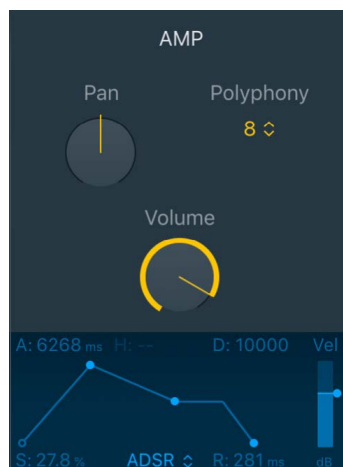 AMP
Pan Polyphony
8
Volume
A: 6268 ms H: -- D: 10000 Vel
S: 27.8 % ADSR R: 281 ms dB